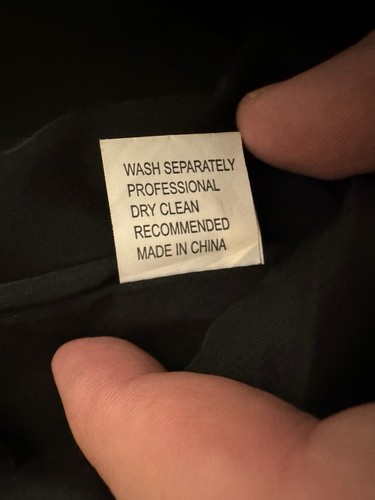 WASH SEPARATELY
PROFESSIONAL
DRY CLEAN
RECOMMENDED
MADE IN CHINA